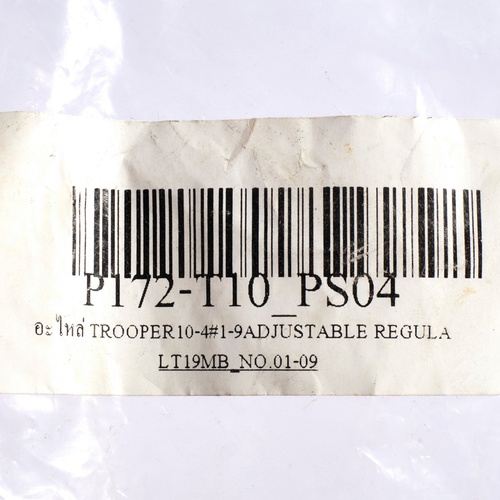 P172-T10_PS04
อะไหล่ TROOPER10-4#1-9ADJUSTABLE REGULA
LT19MB_NO.01-09